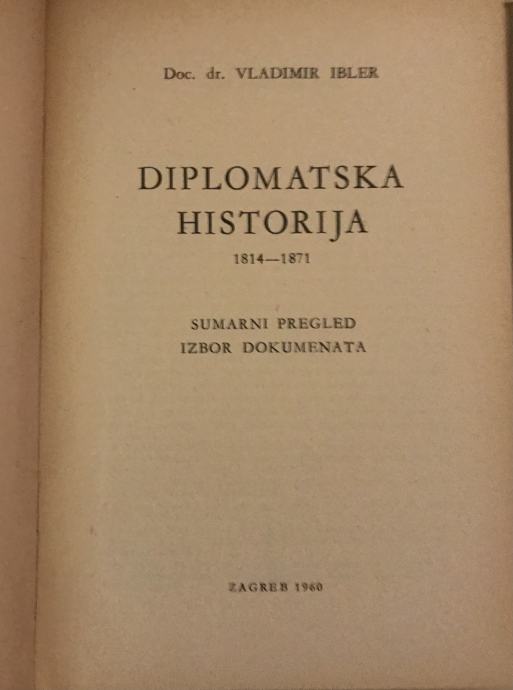 Doc. dr. VLADIMIR IBLER
DIPLOMATSKA
HISTORIJA
1814—1871
SUMARNI PREGLED
IZBOR DOKUMENATA
ZAGREB 1960